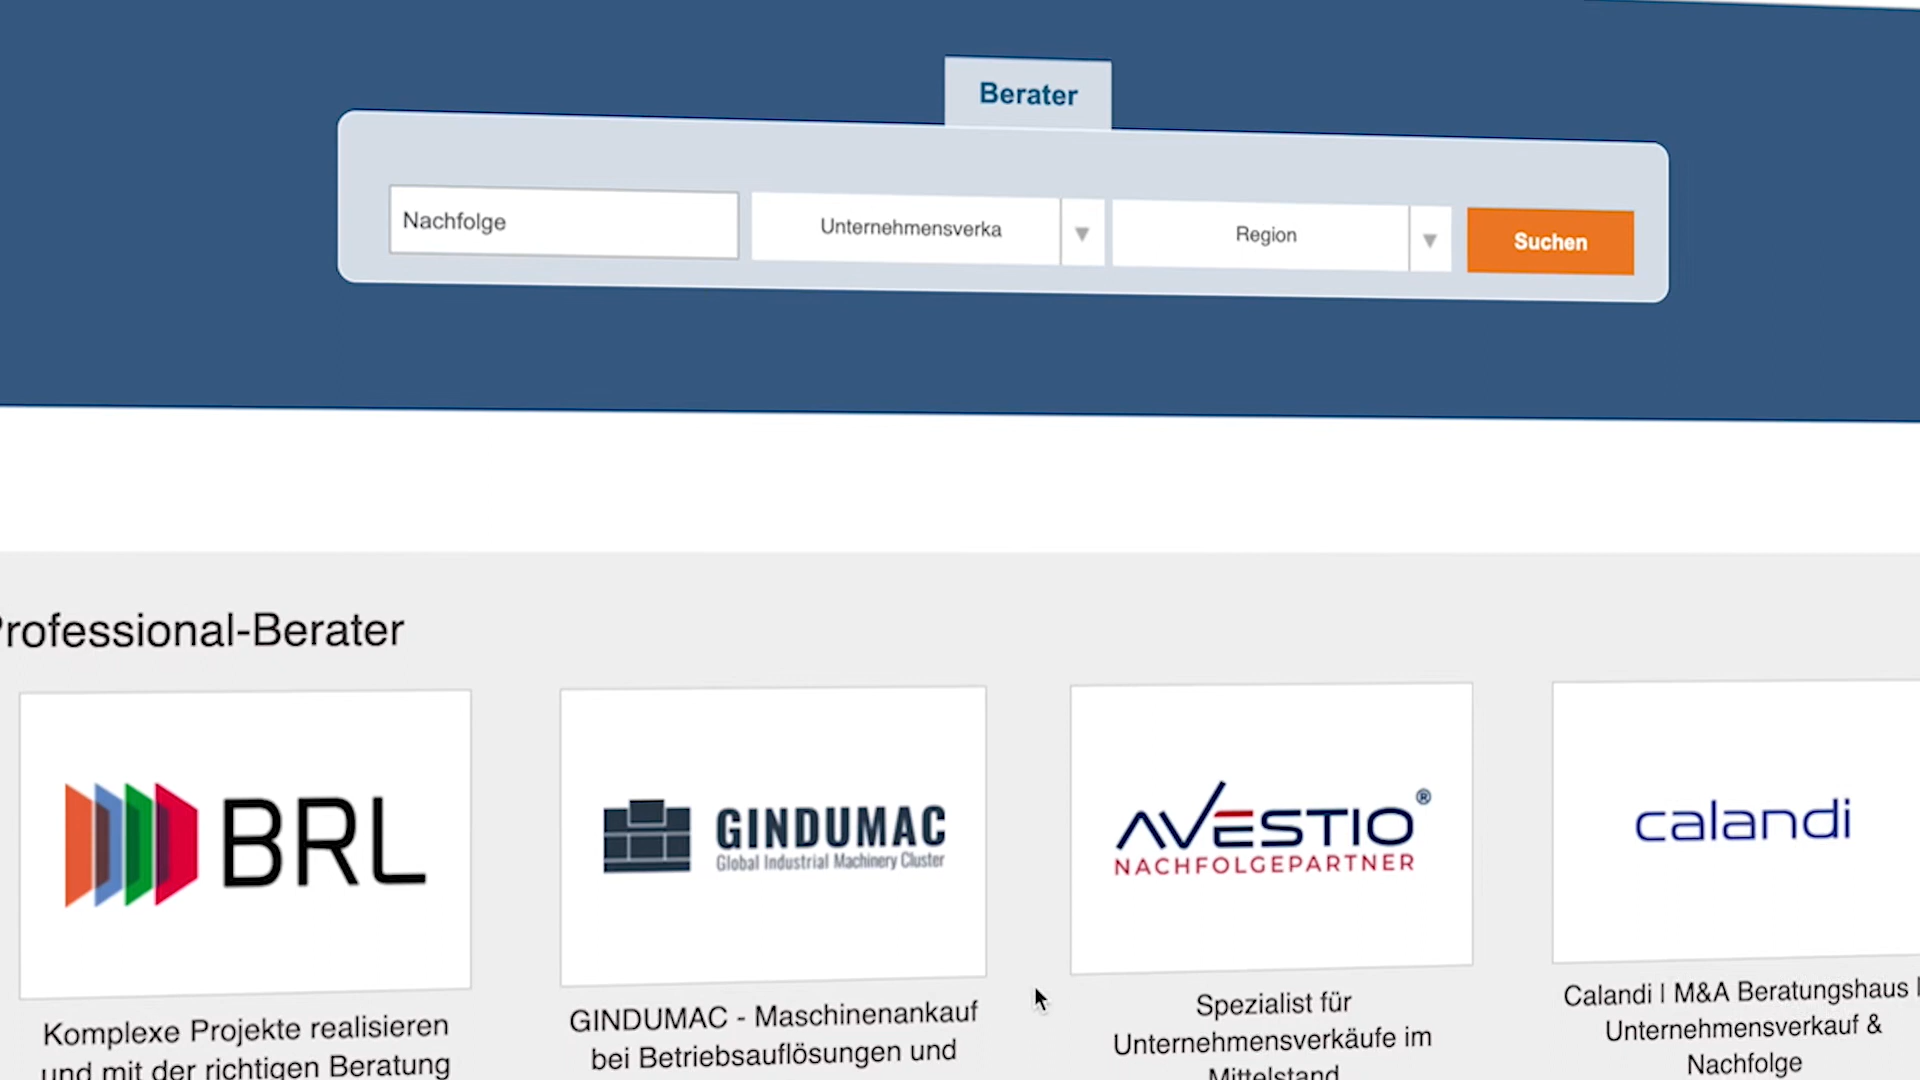 Berater
Nachfolge
Unternehmensverka
Region
Suchen
Professional-Berater
BRL
GINDUMAC
Global Industrial Machinery Cluster
AVESTIO®
NACHFOLGEPARTNER
calandi
Komplexe Projekte realisieren
und mit der richtigen Beratung
GINDUMAC - Maschinenankauf
bei Betriebsauflösungen und
Spezialist für
Unternehmensverkäufe im
Mittelstand
Calandi | M&A Beratungshaus |
Unternehmensverkauf &
Nachfolge